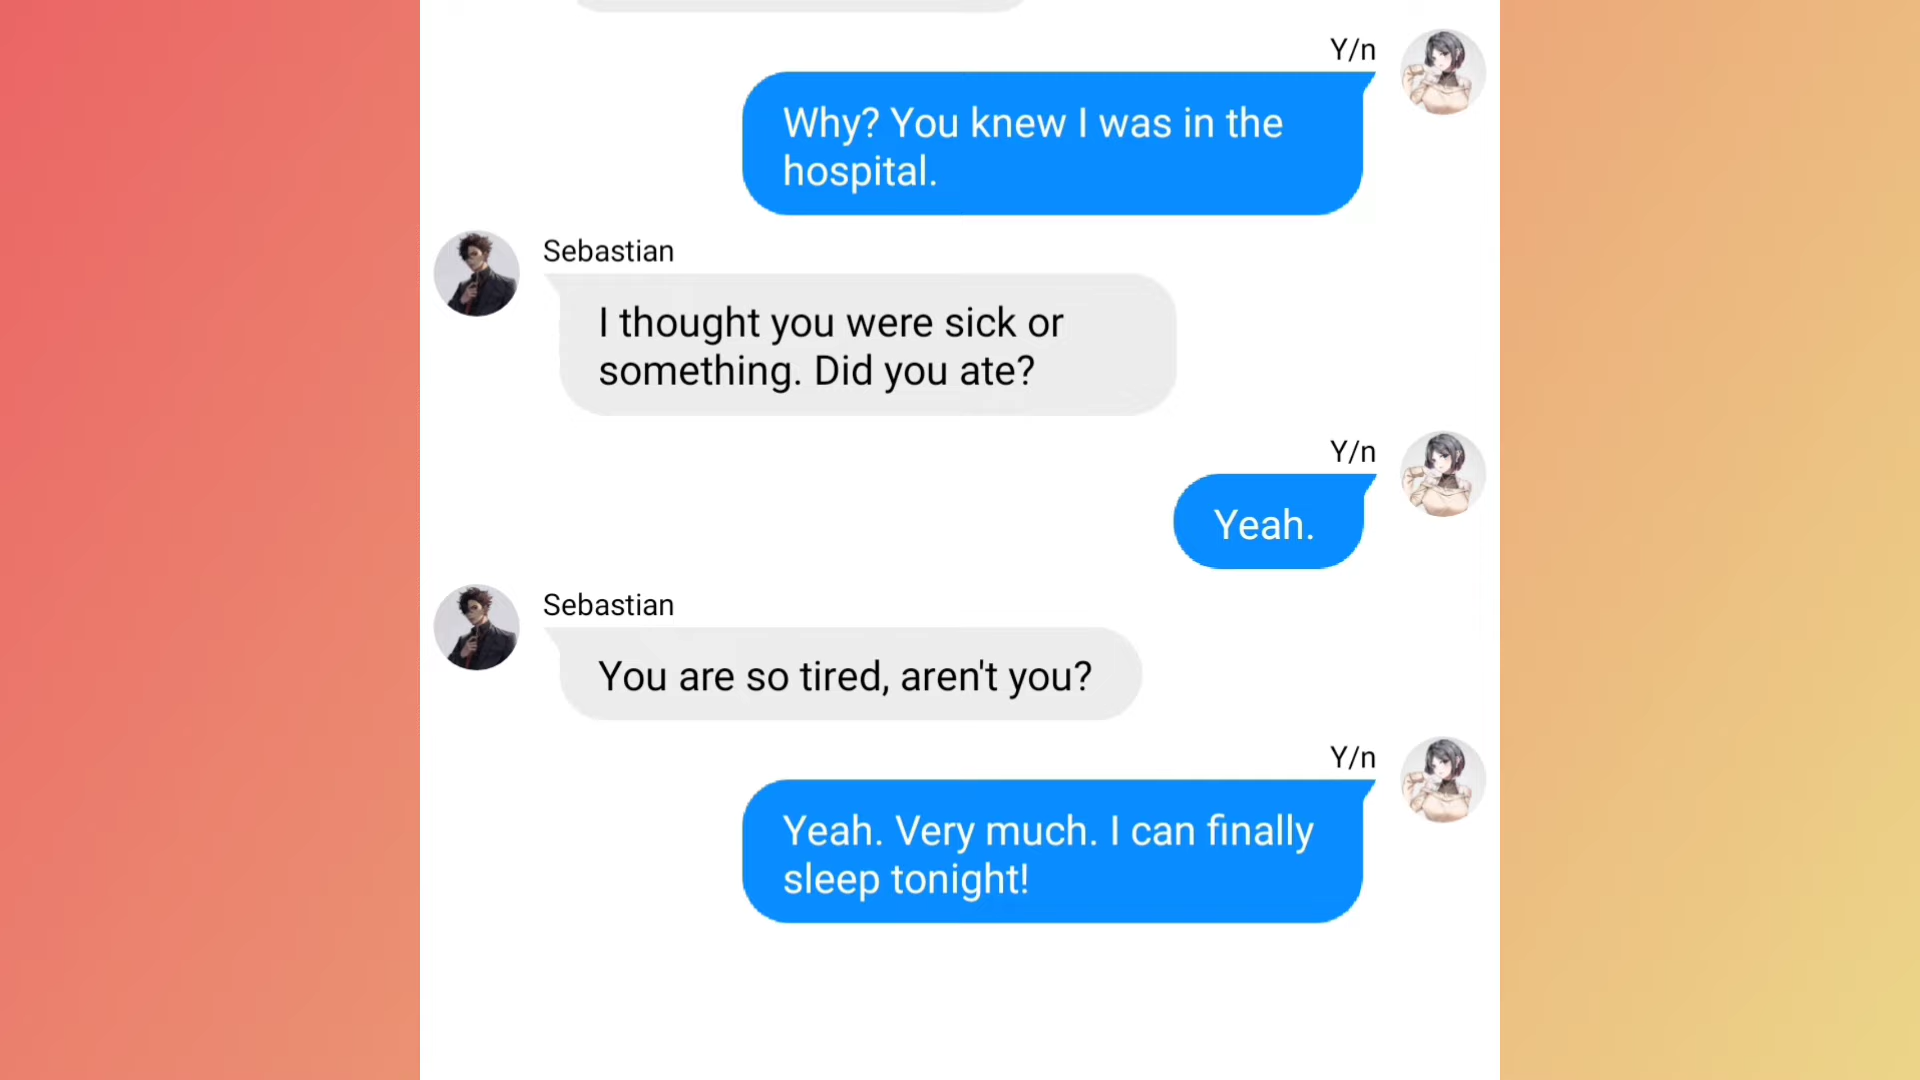 Y/n
Why? You knew I was in the
hospital.
Sebastian
I thought you were sick or
something. Did you ate?
Y/n
Yeah.
Sebastian
You are so tired, aren't you?
Y/n
Yeah. Very much. I can finally
sleep tonight!